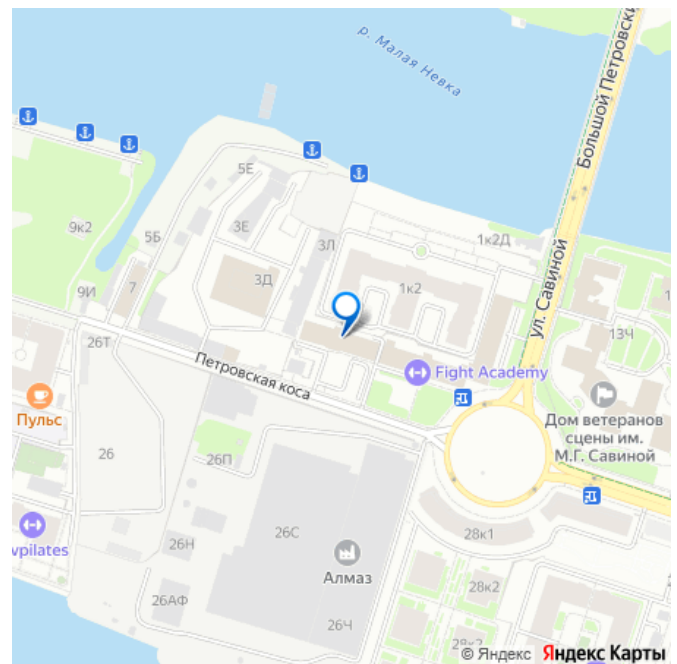 р. Малая Невка
Большой Петровский
5Е
9к2
3Е
5Б
3Л
1к2Д
3Д
1к2
ул. Савиной
9И
7
13Ч
26Т
Петровская коса
Fight Academy
Пульс
Дом ветеранов
сцены им.
М.Г. Савиной
26
26П
vpilates
26Н
26С
28к1
Алмаз
26АФ
28к2
26Ч
© Яндекс Яндекс Карты